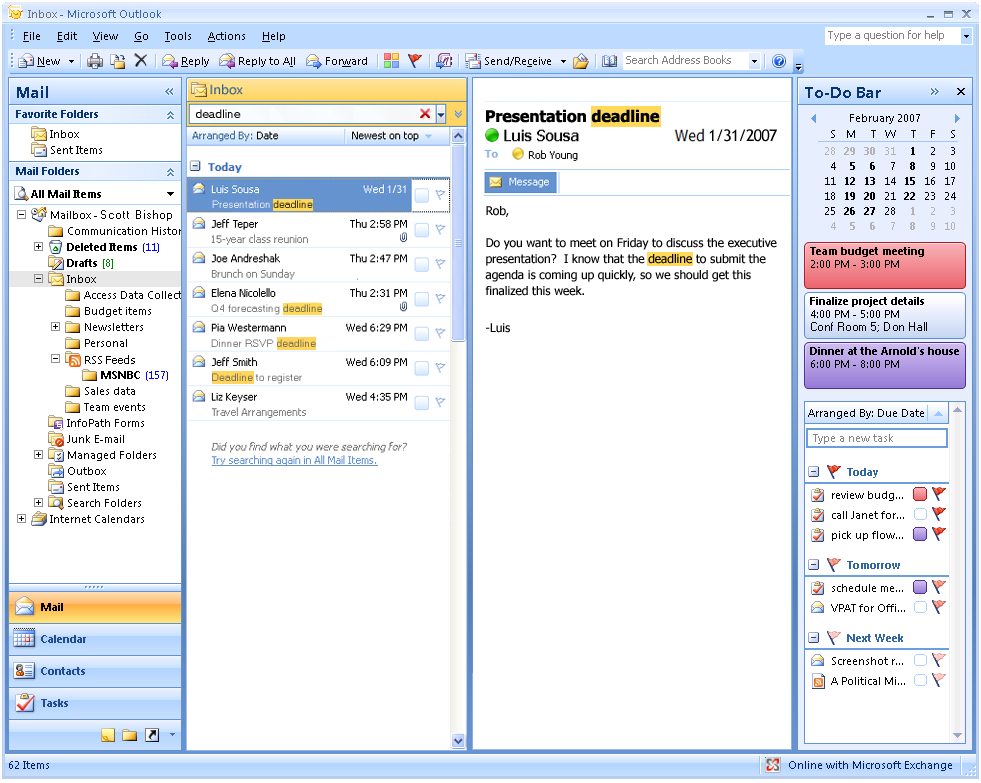 Inbox - Microsoft Outlook
File Edit View Go Tools Actions Help
Type a question for help
New Reply Reply to All Forward Send/Receive Search Address Books
Mail
Favorite Folders
Inbox
Sent Items
Mail Folders
All Mail Items
Mailbox - Scott Bishop
Communication Histor
Deleted Items (11)
Drafts [8]
Inbox
Access Data Collect
Budget items
Newsletters
Personal
RSS Feeds
MSNBC (157)
Sales data
Team events
InfoPath Forms
Junk E-mail
Managed Folders
Outbox
Sent Items
Search Folders
Internet Calendars
Mail
Calendar
Contacts
Tasks
Inbox
deadline
Arranged By: Date Newest on top
Today
Luis Sousa Wed 1/31
Presentation deadline
Jeff Teper Thu 2:58 PM
15-year class reunion
Joe Andreshak Thu 2:47 PM
Brunch on Sunday
Elena Nicolello Thu 2:31 PM
Q4 forecasting deadline
Pia Westermann Wed 6:29 PM
Dinner RSVP deadline
Jeff Smith Wed 6:09 PM
Deadline to register
Liz Keyser Wed 4:35 PM
Travel Arrangements
Did you find what you were searching for?
Try searching again in All Mail Items.
Presentation deadline
Luis Sousa Wed 1/31/2007
To Rob Young
Message
Rob,
Do you want to meet on Friday to discuss the executive
presentation? I know that the deadline to submit the
agenda is coming up quickly, so we should get this
finalized this week.
-Luis
To-Do Bar
February 2007
S M T W T F S
28 29 30 31 1 2 3
4 5 6 7 8 9 10
11 12 13 14 15 16 17
18 19 20 21 22 23 24
25 26 27 28 1 2 3
4 5 6 7 8 9 10
Team budget meeting
2:00 PM - 3:00 PM
Finalize project details
4:00 PM - 5:00 PM
Conf Room 5; Don Hall
Dinner at the Arnold's house
6:00 PM - 8:00 PM
Arranged By: Due Date
Type a new task
Today
review budg...
call Janet for...
pick up flow...
Tomorrow
schedule me...
VPAT for Offi...
Next Week
Screenshot r...
A Political Mi...
62 Items
Online with Microsoft Exchange